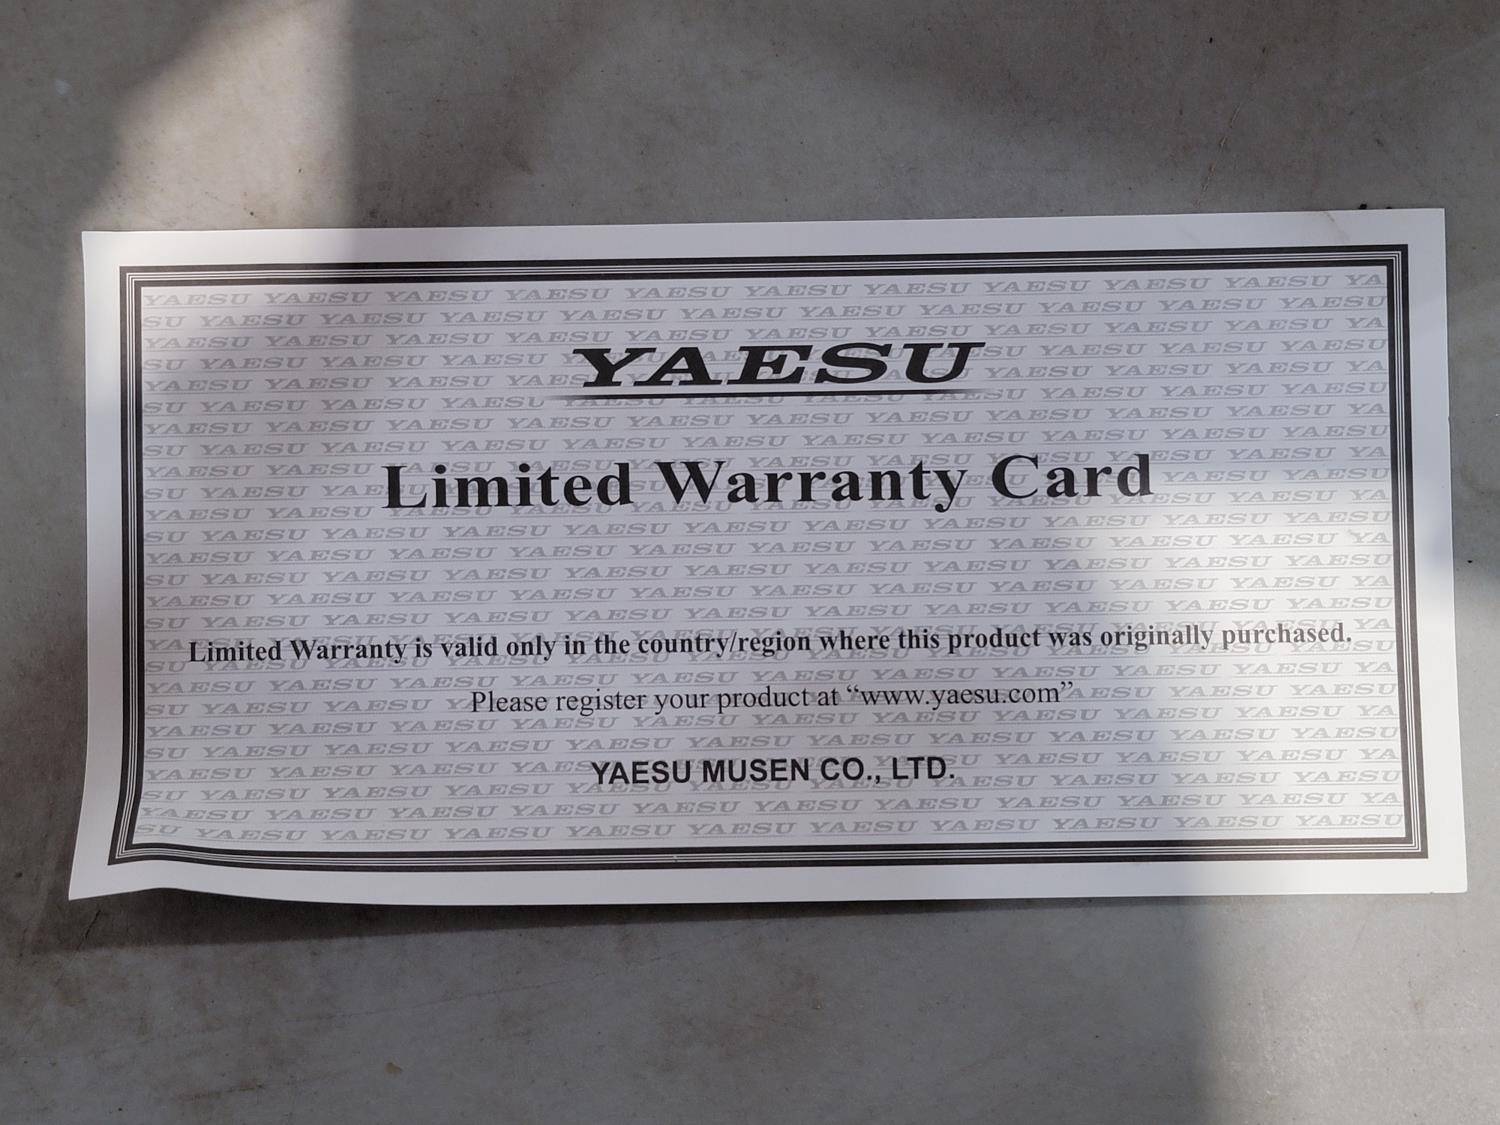 YAESU
Limited Warranty Card
Limited Warranty is valid only in the country/region where this product was originally purchased.
Please register your product at “www.yaesu.com”
YAESU MUSEN CO., LTD.